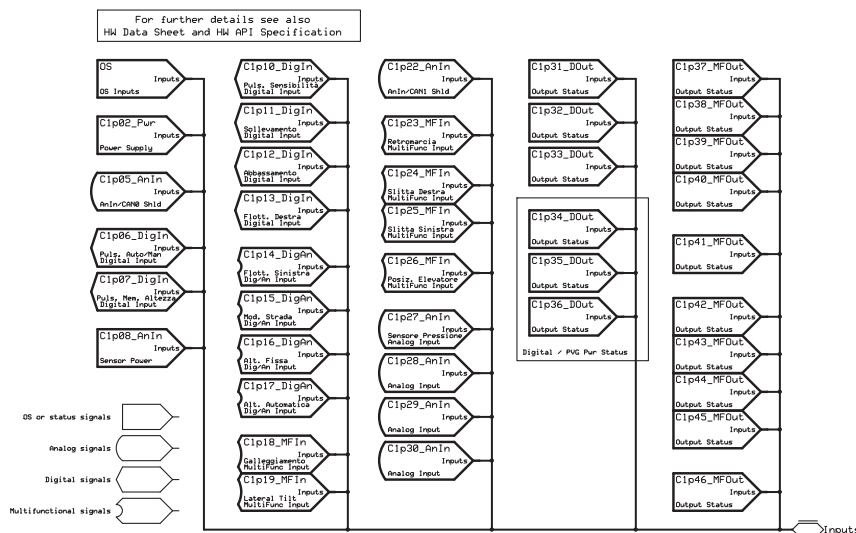 For further details see also
HW Data Sheet and HW API Specification
OS
Inputs
OS Inputs
C1p02_Pwr
Inputs
Power Supply
C1p05_AnIn
Inputs
AnIn/CAN0 Shld
C1p06_DigIn
Inputs
Puls. Auto/Man
Digital Input
C1p07_DigIn
Inputs
Puls. Mem. Altezza
Digital Input
C1p08_AnIn
Inputs
Sensor Power
OS or status signals
Analog signals
Digital signals
Multifunctional signals
C1p10_DigIn
Inputs
Puls. Sensibilità
Digital Input
C1p11_DigIn
Inputs
Sollevamento
Digital Input
C1p12_DigIn
Inputs
Abbassamento
Digital Input
C1p13_DigIn
Inputs
Flott. Destra
Digital Input
C1p14_DigAn
Inputs
Flott. Sinistra
Dig/An Input
C1p15_DigAn
Inputs
Mod. Strada
Dig/An Input
C1p16_DigAn
Inputs
Alt. Fissa
Dig/An Input
C1p17_DigAn
Inputs
Alt. Automatica
Dig/An Input
C1p18_MFIn
Inputs
Galleggiamento
MultiFunc Input
C1p19_MFIn
Inputs
Lateral Tilt
MultiFunc Input
C1p22_AnIn
Inputs
AnIn/CAN1 Shld
C1p23_MFIn
Inputs
Retromarcia
MultiFunc Input
C1p24_MFIn
Inputs
Slitta Destra
MultiFunc Input
C1p25_MFIn
Inputs
Slitta Sinistra
MultiFunc Input
C1p26_MFIn
Inputs
Posiz. Elevatore
MultiFunc Input
C1p27_AnIn
Inputs
Sensore Pressione
Analog Input
C1p28_AnIn
Inputs
Analog Input
C1p29_AnIn
Inputs
Analog Input
C1p30_AnIn
Inputs
Analog Input
C1p31_DOut
Inputs
Output Status
C1p32_DOut
Inputs
Output Status
C1p33_DOut
Inputs
Output Status
C1p34_DOut
Inputs
Output Status
C1p35_DOut
Inputs
Output Status
C1p36_DOut
Inputs
Output Status
Digital / PVG Pwr Status
C1p37_MFOut
Inputs
Output Status
C1p38_MFOut
Inputs
Output Status
C1p39_MFOut
Inputs
Output Status
C1p40_MFOut
Inputs
Output Status
C1p41_MFOut
Inputs
Output Status
C1p42_MFOut
Inputs
Output Status
C1p43_MFOut
Inputs
Output Status
C1p44_MFOut
Inputs
Output Status
C1p45_MFOut
Inputs
Output Status
C1p46_MFOut
Inputs
Output Status
Inputs